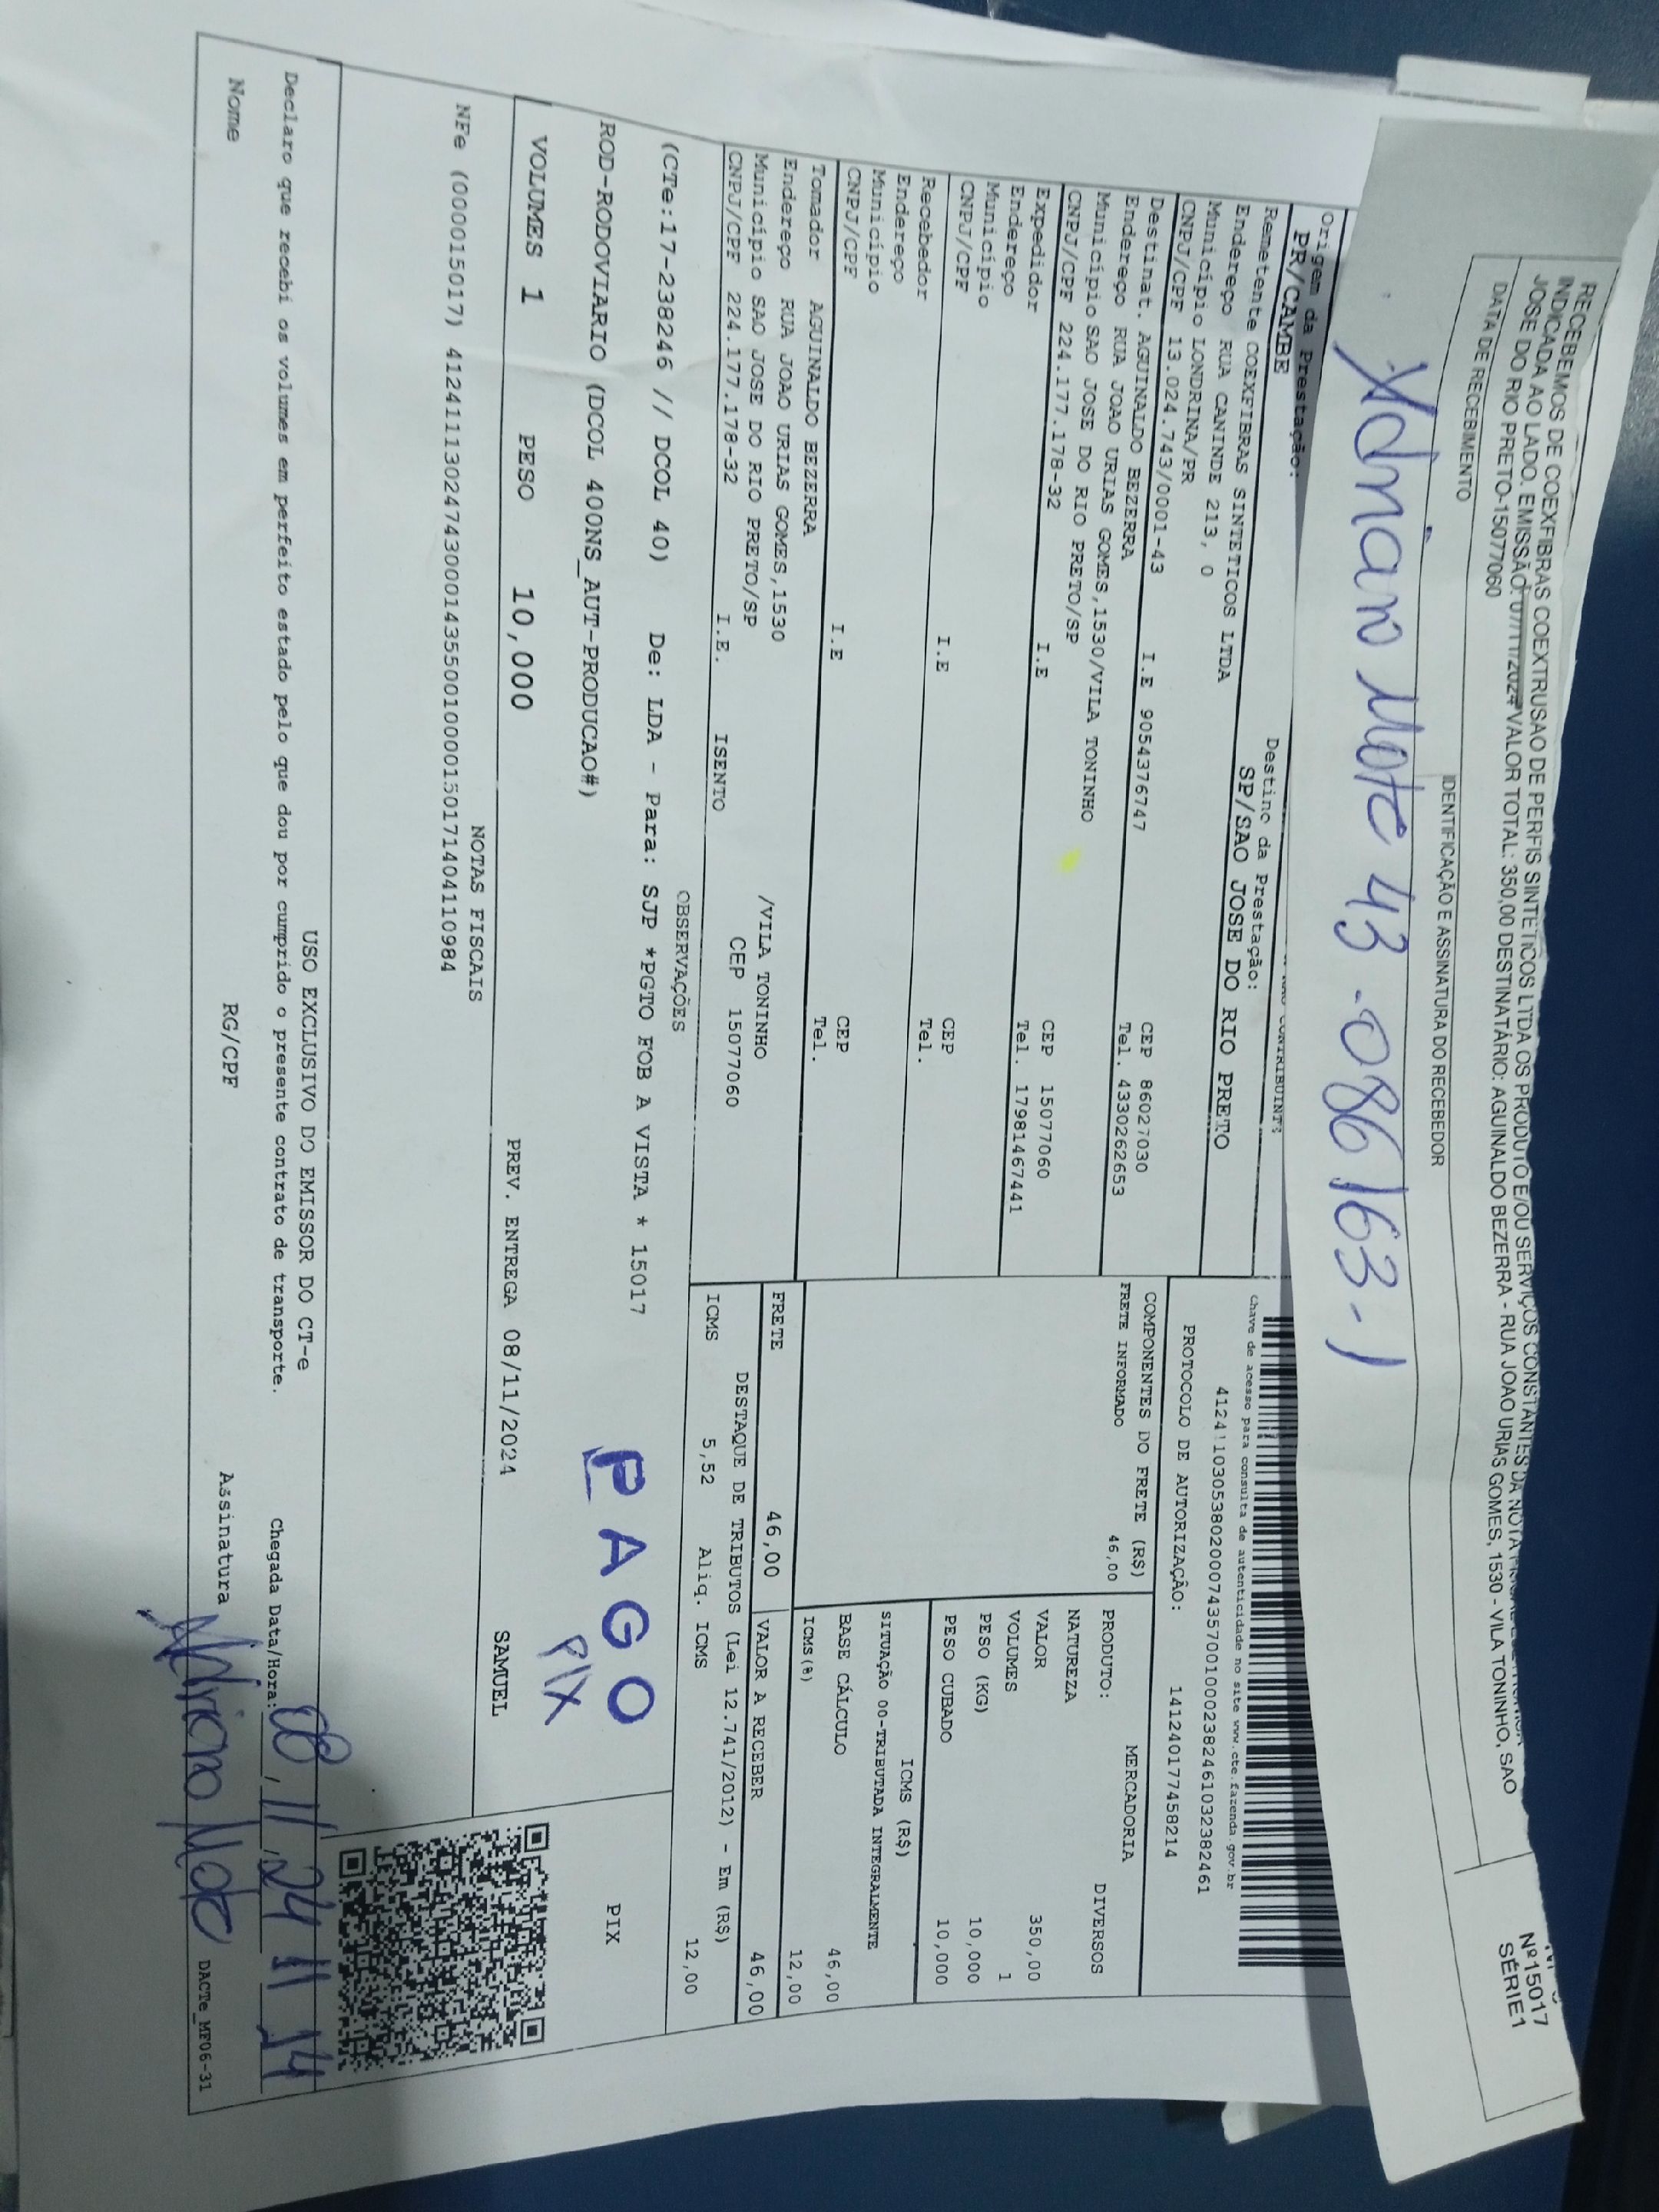 RECEBEMOS DE COEXFIBRAS COEXTRUSAO DE PERFIS SINTETICOS LTDA OS PRODUTO E/OU SERVIÇOS CONSTANTES DA NOTA
INDICADA AO LADO. EMISSÃO: 07/11/2024 VALOR TOTAL: 350,00 DESTINATÁRIO: AGUINALDO BEZERRA - RUA JOAO URIAS GOMES, 1530 - VILA TONINHO, SAO
JOSE DO RIO PRETO-15077060
Nº15017
SÉRIE1
DATA DE RECEBIMENTO
IDENTIFICAÇÃO E ASSINATURA DO RECEBEDOR
43.086163-1
Origem da Prestação:
PR/CAMBE
Destino da Prestação:
SP/SAO JOSE DO RIO PRETO
Remetente COEXFIBRAS SINTETICOS LTDA
Endereço RUA CANINDE 213, 0
Município LONDRINA/PR CEP 86027030
CNPJ/CPF 13.024.743/0001-43 I.E 9054376747 Tel. 4330262653
Destinat. AGUINALDO BEZERRA
Endereço RUA JOAO URIAS GOMES,1530/VILA TONINHO
Município SAO JOSE DO RIO PRETO/SP CEP 15077060
CNPJ/CPF 224.177.178-32 I.E Tel. 17981467441
Expedidor
Endereço
Município CEP
CNPJ/CPF I.E Tel.
Recebedor
Endereço
Município CEP
CNPJ/CPF I.E Tel.
Tomador AGUINALDO BEZERRA
Endereço RUA JOAO URIAS GOMES,1530 /VILA TONINHO
Município SAO JOSE DO RIO PRETO/SP CEP 15077060
CNPJ/CPF 224.177.178-32 I.E. ISENTO
Chave de acesso para consulta de autenticidade no site www.cte.fazenda.gov.br
41241103053802000743570010002382461032382461
PROTOCOLO DE AUTORIZAÇÃO: 141240177458214
COMPONENTES DO FRETE (R$)
FRETE INFORMADO 46,00
MERCADORIA
PRODUTO: DIVERSOS
NATUREZA
VALOR 350,00
VOLUMES 1
PESO (KG) 10,000
PESO CUBADO 10,000
ICMS (R$)
SITUAÇÃO 00-TRIBUTADA INTEGRALMENTE
BASE CÁLCULO 46,00
ICMS(%) 12,00
FRETE 46,00 VALOR A RECEBER 46,00
DESTAQUE DE TRIBUTOS (Lei 12.741/2012) - Em (R$)
ICMS 5,52 Aliq. ICMS 12,00
OBSERVAÇÕES
(CTe:17-238246 // DCOL 40) De: LDA - Para: SJP *PGTO FOB A VISTA * 15017
ROD-RODOVIARIO (DCOL 400NS_AUT-PRODUCAO#)
PAGO
PIX
PIX
VOLUMES 1 PESO 10,000 PREV. ENTREGA 08/11/2024 SAMUEL
NOTAS FISCAIS
NFe (000015017) 41241113024743000143550010000150171404110984
USO EXCLUSIVO DO EMISSOR DO CT-e
Declaro que recebi os volumes em perfeito estado pelo que dou por cumprido o presente contrato de transporte.
Chegada Data/Hora: 08, 11, 24 11 14
Nome RG/CPF Assinatura
DACTe_MF06-31